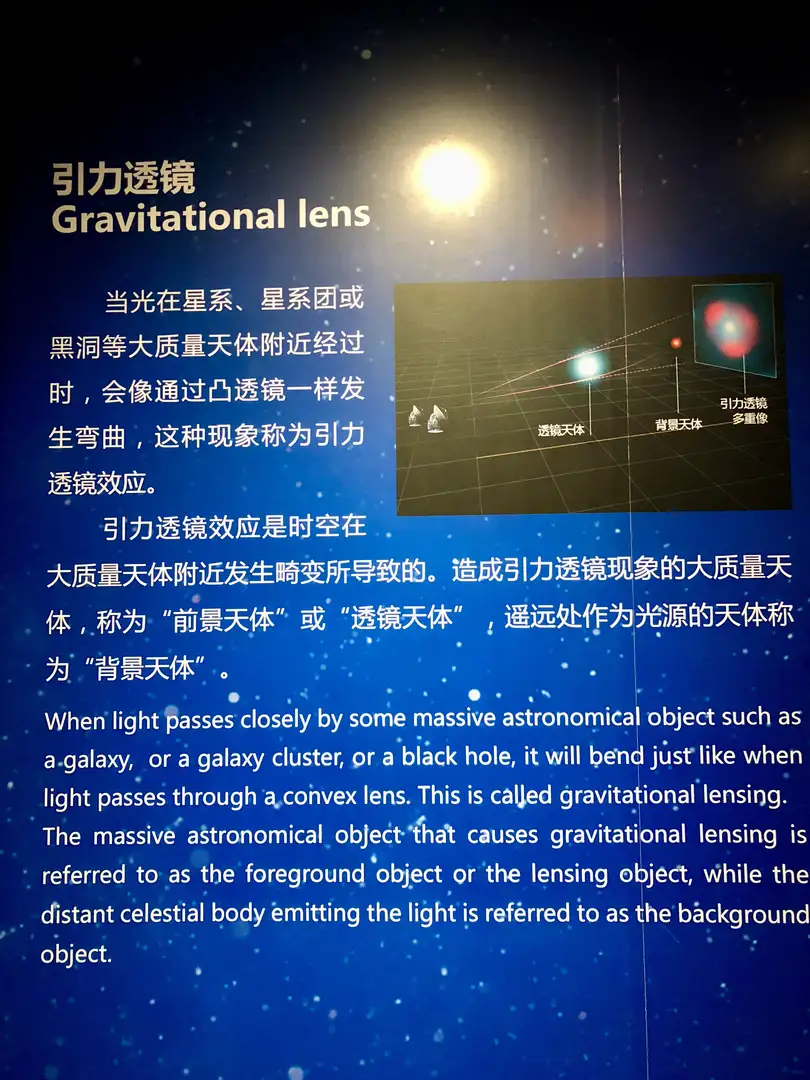 引力透镜
Gravitational lens
当光在星系、星系团或
黑洞等大质量天体附近经过
时，会像通过凸透镜一样发
生弯曲，这种现象称为引力
透镜效应。
透镜天体
背景天体
引力透镜
多重像
引力透镜效应是时空在
大质量天体附近发生畸变所导致的。造成引力透镜现象的大质量天
体，称为“前景天体”或“透镜天体”，遥远处作为光源的天体称
为“背景天体”。
When light passes closely by some massive astronomical object such as
a galaxy, or a galaxy cluster, or a black hole, it will bend just like when
light passes through a convex lens. This is called gravitational lensing.
The massive astronomical object that causes gravitational lensing is
referred to as the foreground object or the lensing object, while the
distant celestial body emitting the light is referred to as the background
object.